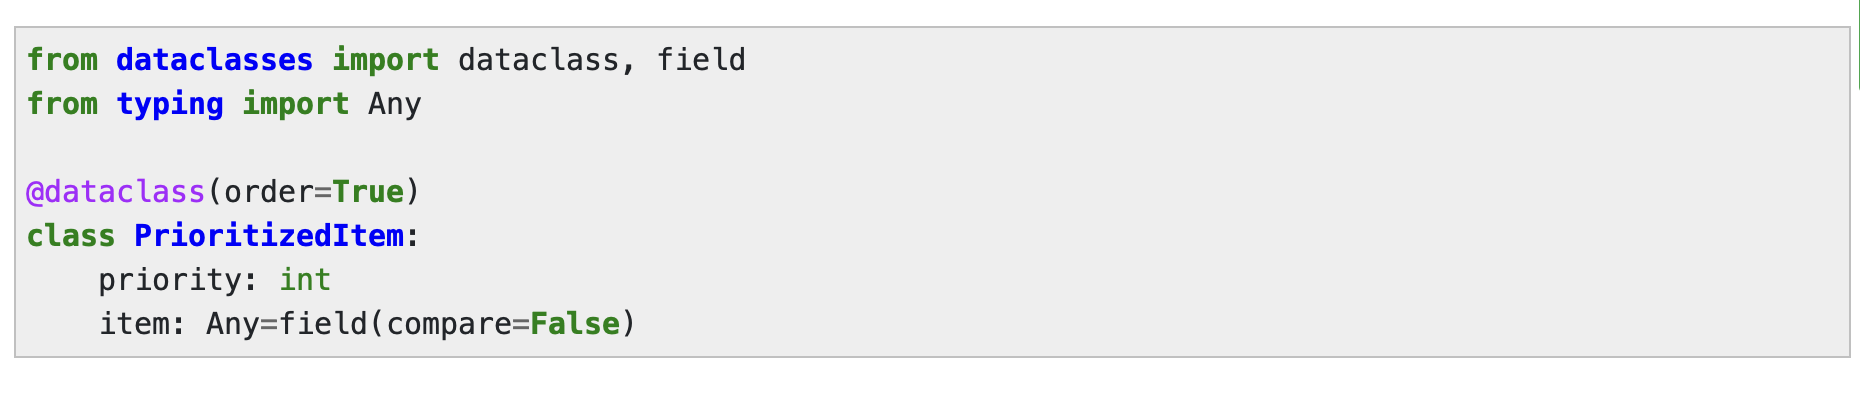 from dataclasses import dataclass, field
from typing import Any

@dataclass(order=True)
class PrioritizedItem:
    priority: int
    item: Any=field(compare=False)